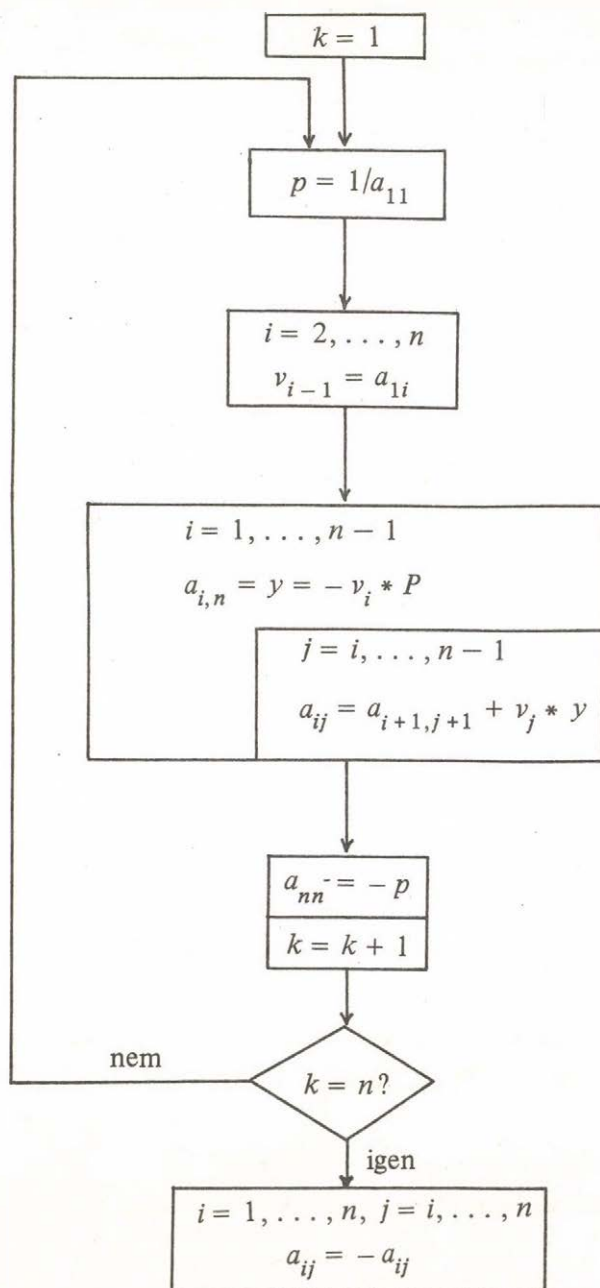 k = 1
p = 1/a₁₁
i = 2, . . . , n
vᵢ₋₁ = a₁ᵢ
i = 1, . . . , n − 1
aᵢ,ₙ = y = − vᵢ * P
j = i, . . . , n − 1
aᵢⱼ = aᵢ₊₁,ⱼ₊₁ + vⱼ * y
aₙₙ = − p
k = k + 1
nem
k = n?
igen
i = 1, . . . , n, j = i, . . . , n
aᵢⱼ = − aᵢⱼ